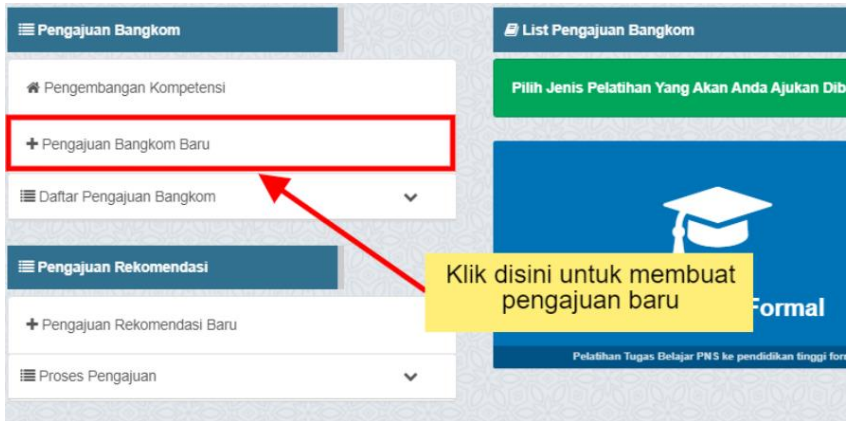 Pengajuan Bangkom
Pengembangan Kompetensi
Pengajuan Bangkom Baru
Daftar Pengajuan Bangkom
Pengajuan Rekomendasi
Pengajuan Rekomendasi Baru
Proses Pengajuan
List Pengajuan Bangkom
Pilih Jenis Pelatihan Yang Akan Anda Ajukan Dib
Klik disini untuk membuat
pengajuan baru
Formal
Pelatihan Tugas Belajar PNS ke pendidikan tinggi for